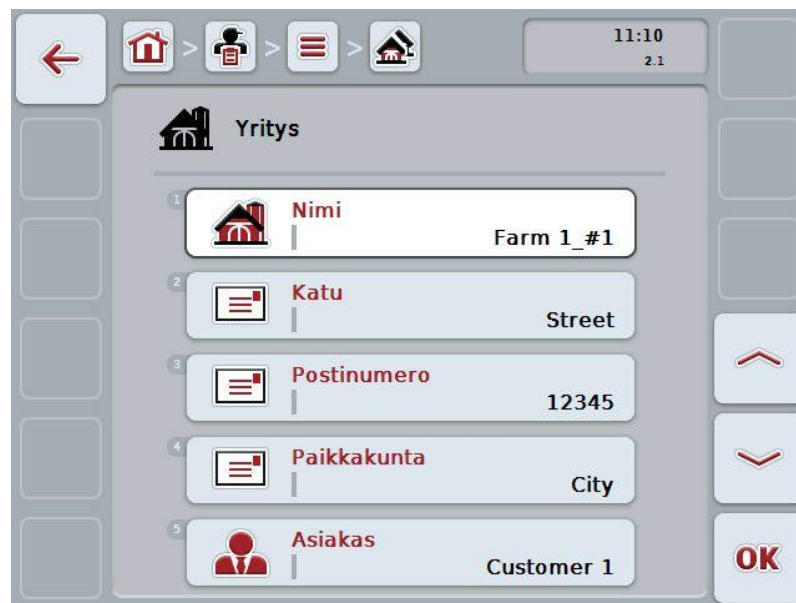 > > >
11:10
2.1
Yritys
1
Nimi
Farm 1_#1
2
Katu
Street
3
Postinumero
12345
4
Paikkakunta
City
5
Asiakas
Customer 1
OK